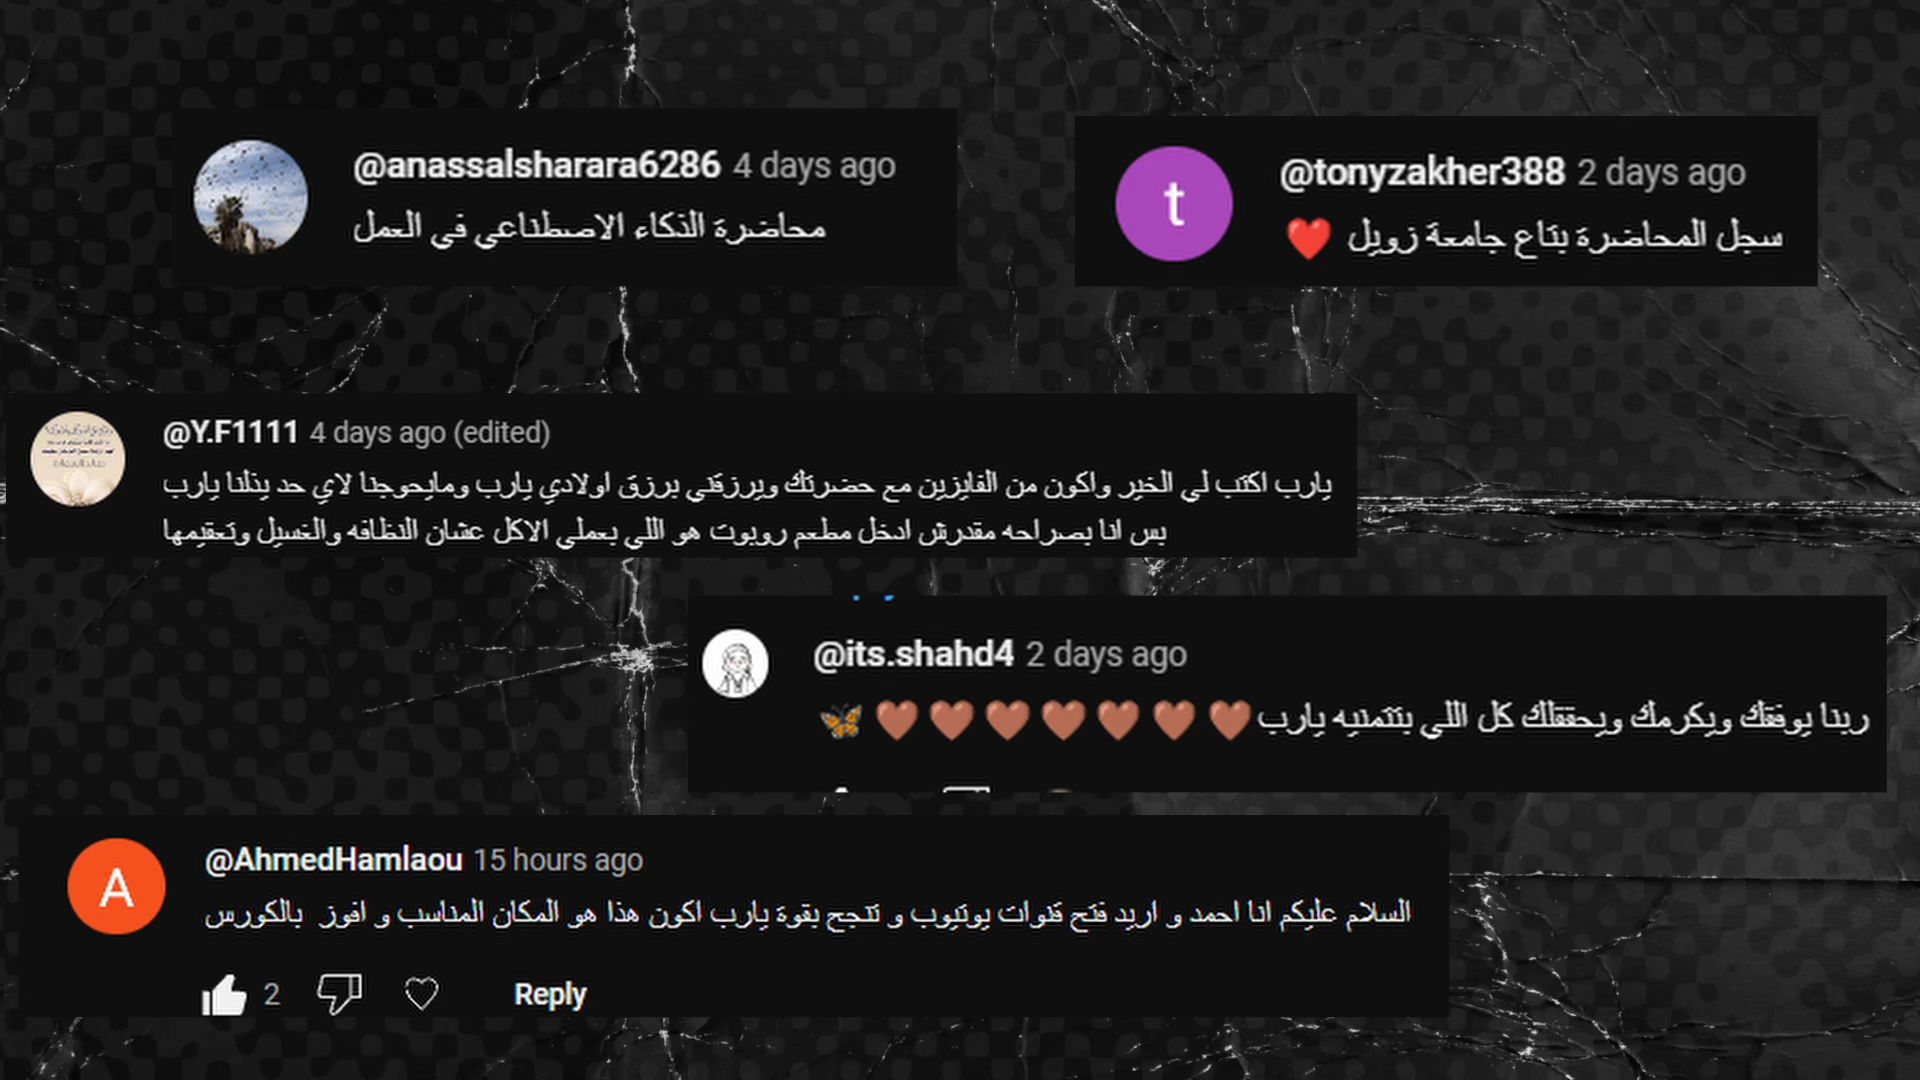 @anassalsharara6286 4 days ago
محاضرة الذكاء الاصطناعي في العمل
@tonyzakher388 2 days ago
سجل المحاضرة بتاع جامعة زويل ❤️
@Y.F1111 4 days ago (edited)
يارب اكتب لي الخير واكون من الفايزين مع حضرتك ويرزقني برزق اولادي يارب ومايحوجنا لاي حد يذلنا يارب
بس انا بصراحه مقدرش ادخل مطعم روبوت هو اللي بعملي الاكل عشان النظافه والغسيل وتعقيمها
@its.shahd4 2 days ago
ربنا يوفقك ويكرمك ويحققلك كل اللي بتتمنيه يارب 🤎🤎🤎🤎🤎🤎🤎 🦋
@AhmedHamlaou 15 hours ago
السلام عليكم انا احمد و اريد فتح قنوات يوتيوب و تنجح بقوة يارب اكون هذا هو المكان المناسب و افوز بالكورس
2 Reply